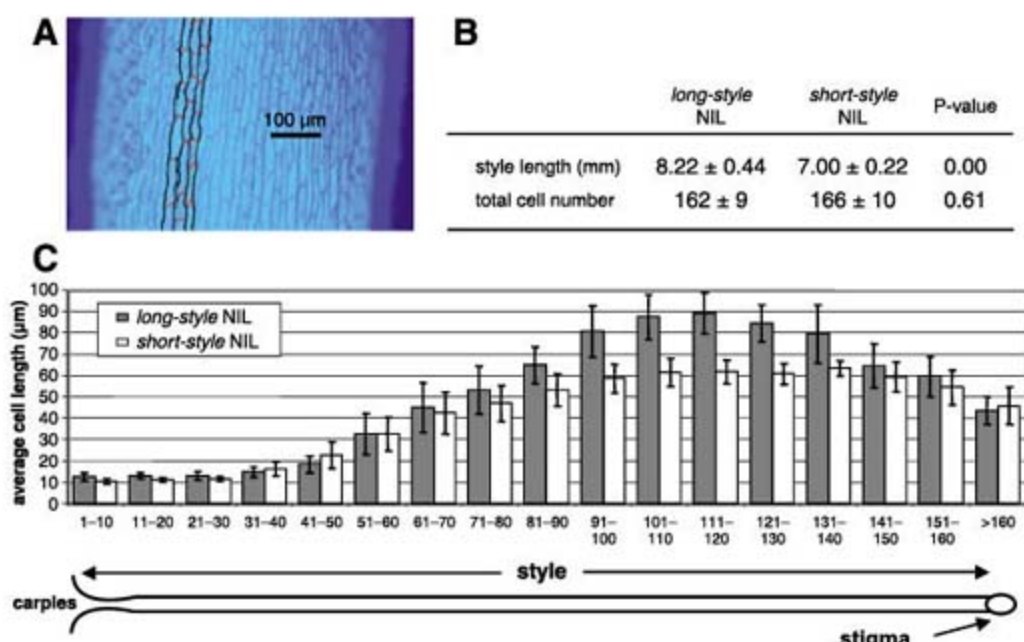 A
100 µm
B
long-style NIL short-style NIL P-value
style length (mm) 8.22 ± 0.44 7.00 ± 0.22 0.00
total cell number 162 ± 9 166 ± 10 0.61
C
average cell length (µm)
100
90
80
70
60
50
40
30
20
10
0
long-style NIL
short-style NIL
1–10 11–20 21–30 31–40 41–50 51–60 61–70 71–80 81–90 91–100 101–110 111–120 121–130 131–140 141–150 151–160 >160
style
carples
stigma